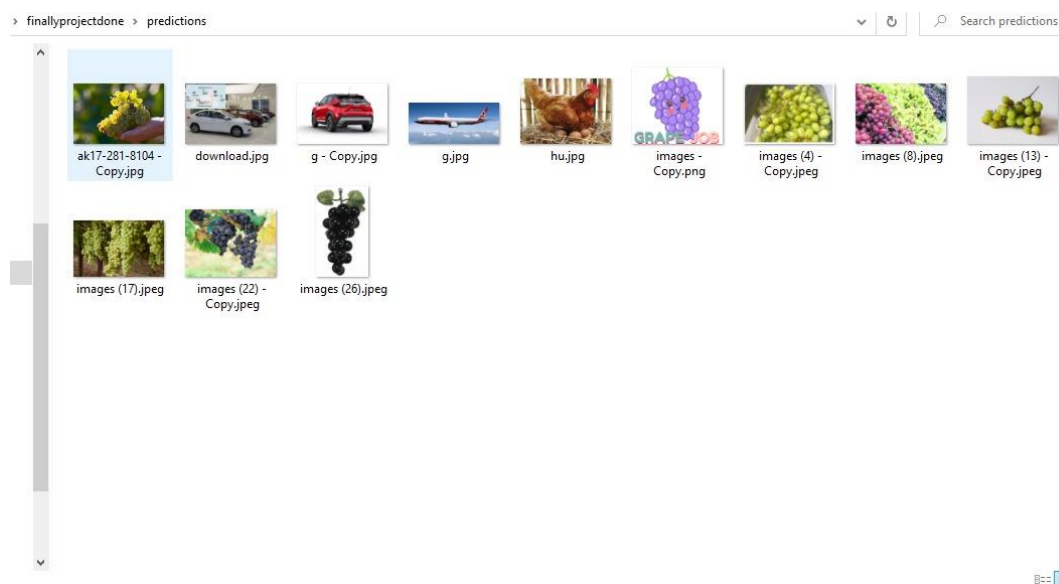 › finallyprojectdone › predictions
Search predictions
GRAPE JOB
ak17-281-8104 -
Copy.jpg
download.jpg
g - Copy.jpg
g.jpg
hu.jpg
images -
Copy.png
images (4) -
Copy.jpeg
images (8).jpeg
images (13) -
Copy.jpeg
images (17).jpeg
images (22) -
Copy.jpeg
images (26).jpeg